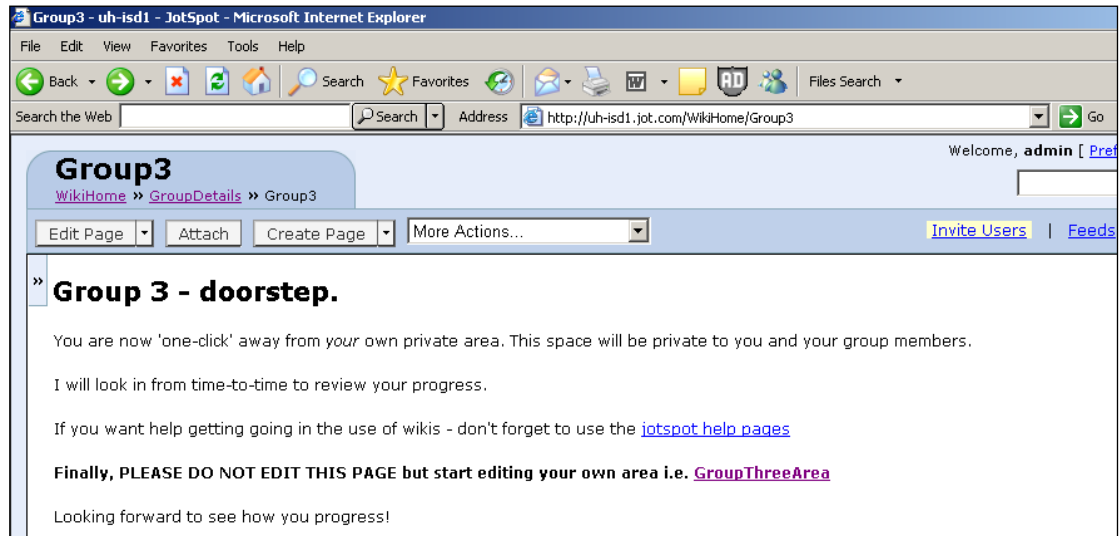 Group3 - uh-isd1 - JotSpot - Microsoft Internet Explorer
File Edit View Favorites Tools Help
Back Search Favorites Files Search
Search the Web Search Address http://uh-isd1.jot.com/WikiHome/Group3 Go
Welcome, admin [ Pref
Group3
WikiHome » GroupDetails » Group3
Edit Page Attach Create Page More Actions... Invite Users | Feeds
»
Group 3 - doorstep.
You are now 'one-click' away from your own private area. This space will be private to you and your group members.
I will look in from time-to-time to review your progress.
If you want help getting going in the use of wikis - don't forget to use the jotspot help pages
Finally, PLEASE DO NOT EDIT THIS PAGE but start editing your own area i.e. GroupThreeArea
Looking forward to see how you progress!